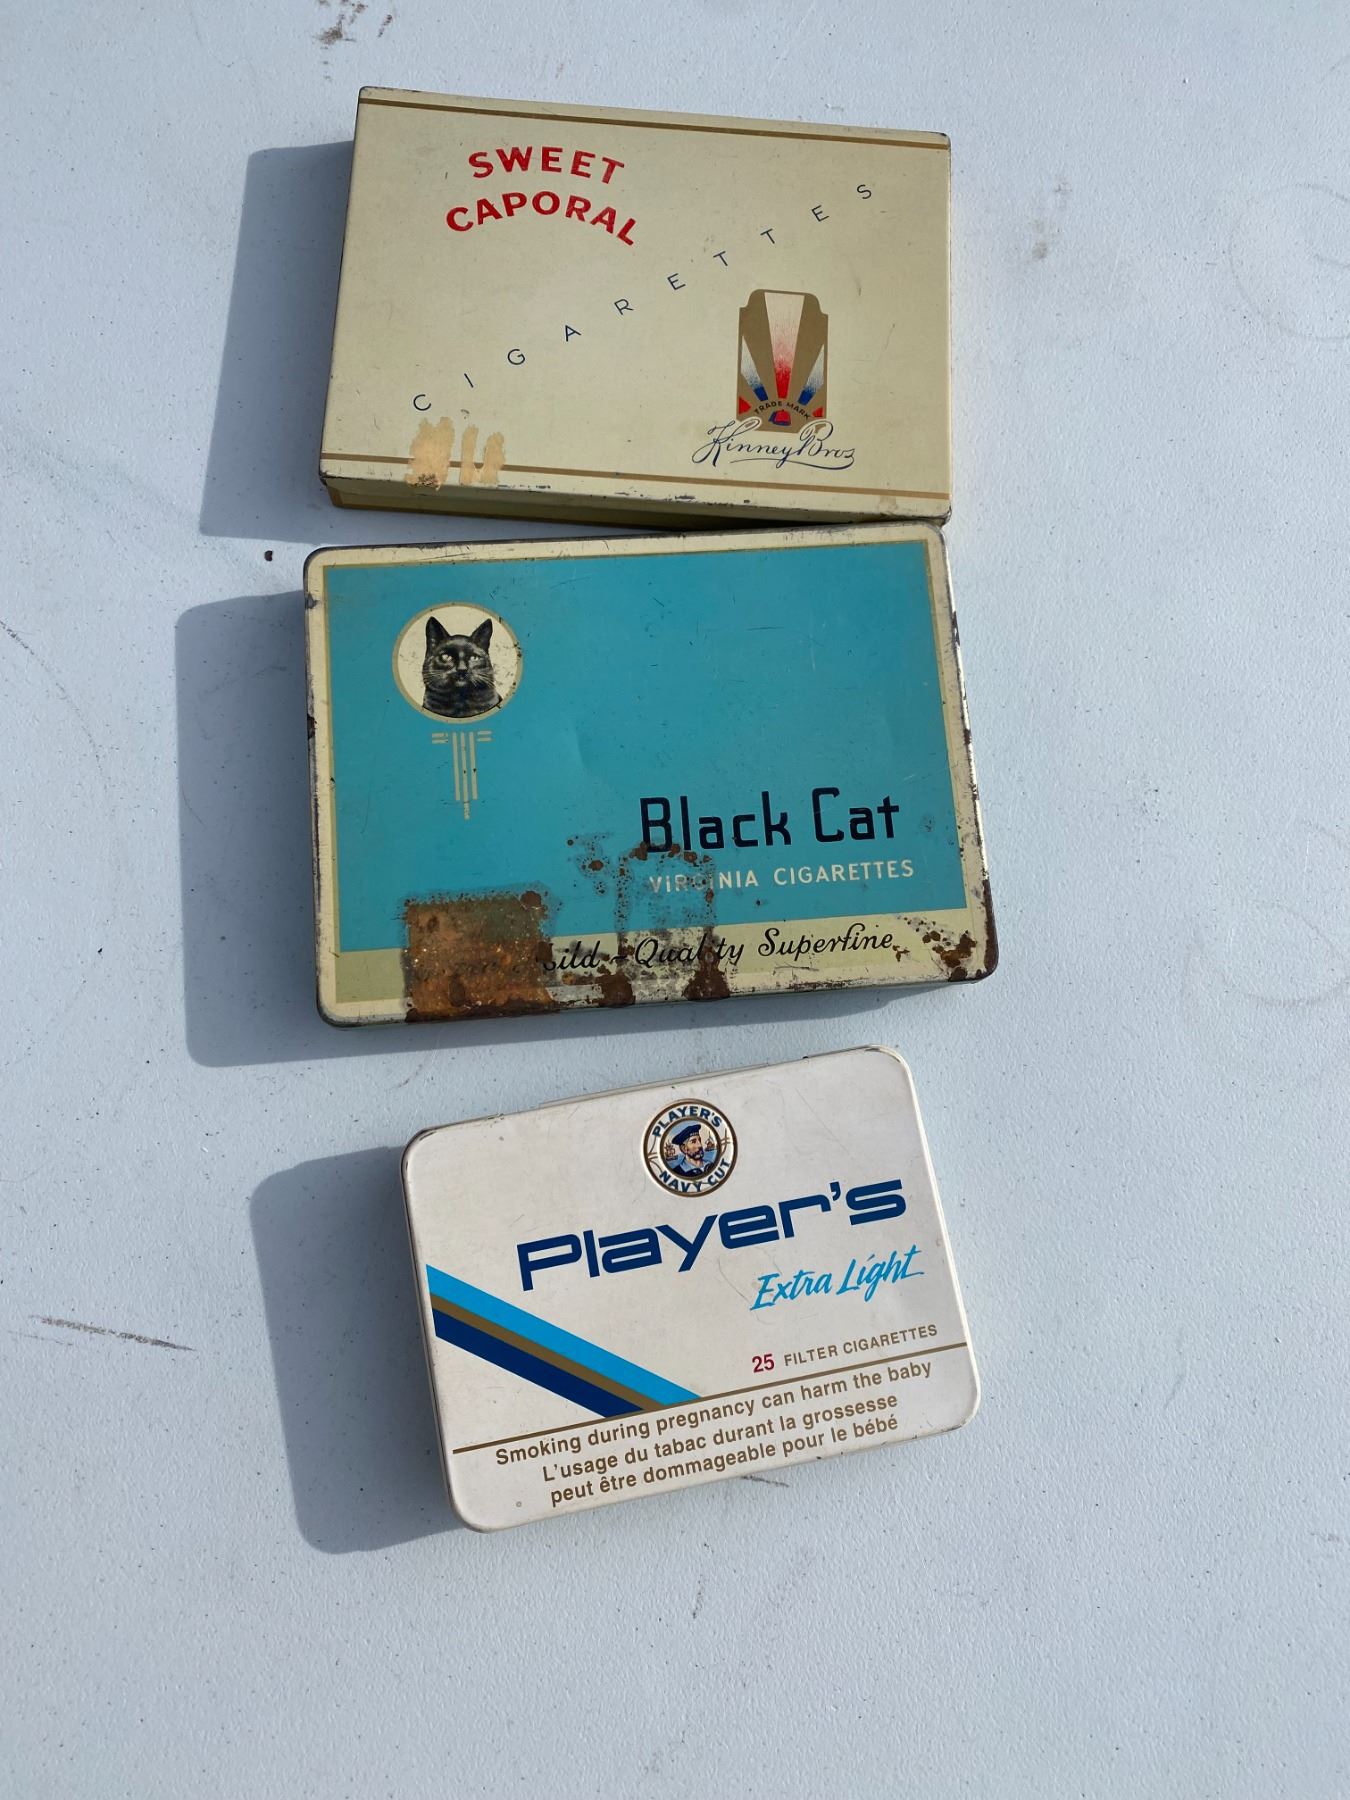 SWEET
CAPORAL
CIGARETTES
TRADE MARK
Kinney Bros
Black Cat
VIRGINIA CIGARETTES
Mild - Quality Superfine
PLAYER'S
NAVY CUT
Player's
Extra Light
25 FILTER CIGARETTES
Smoking during pregnancy can harm the baby
L'usage du tabac durant la grossesse
peut être dommageable pour le bébé